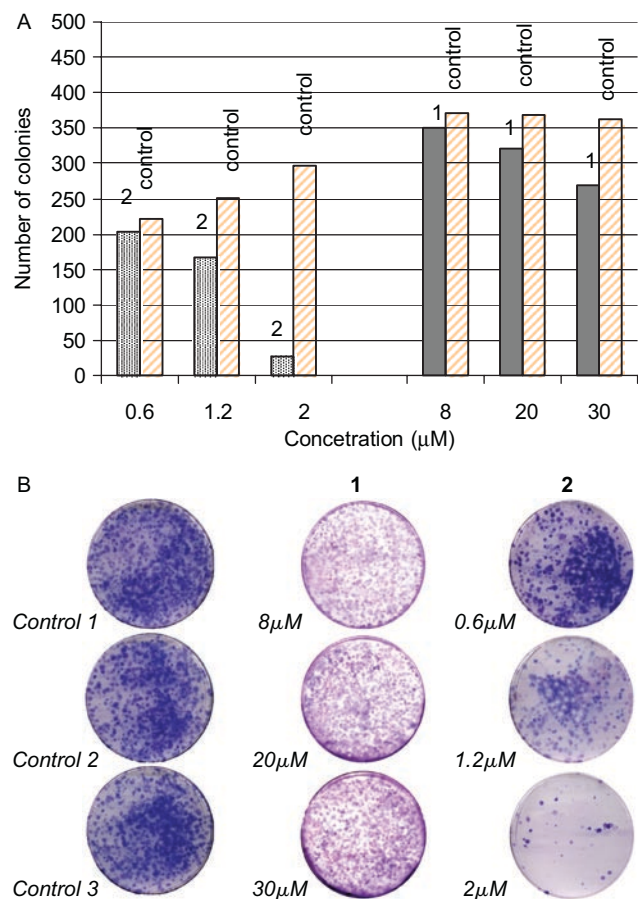 A
500
450
400
350
300
250
200
150
100
50
0
Number of colonies
2
control
2
control
2
control
1
control
1
control
1
control
0.6
1.2
2
8
20
30
Concetration (μM)
B
1
2
Control 1
8μM
0.6μM
Control 2
20μM
1.2μM
Control 3
30μM
2μM